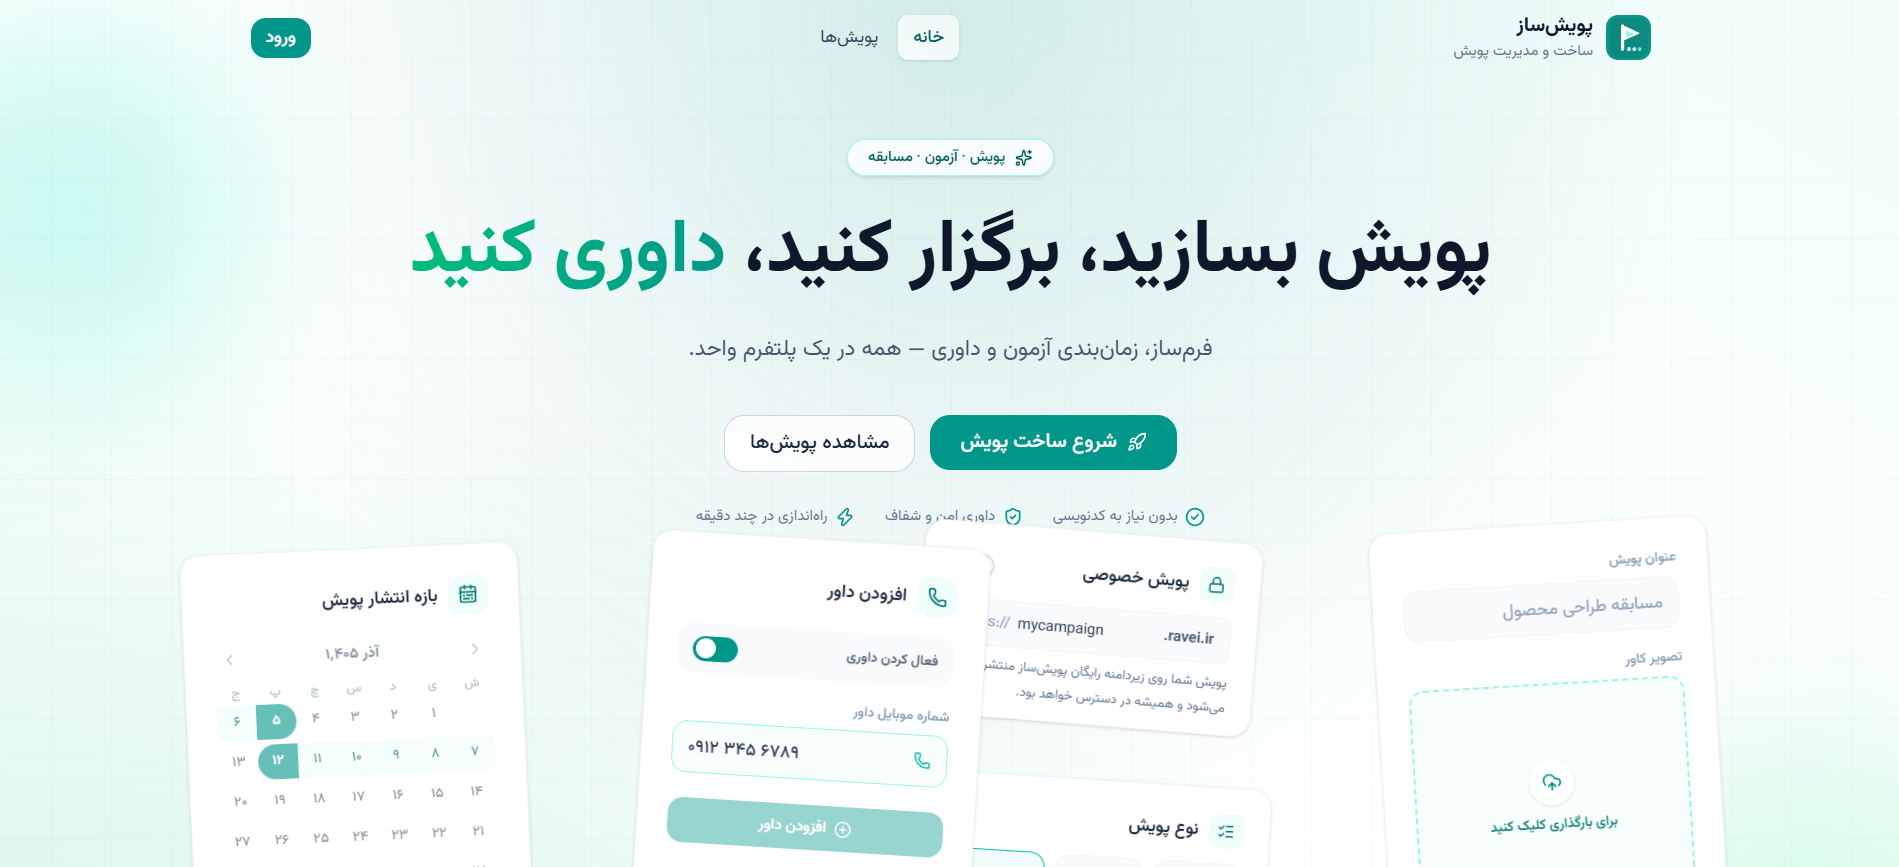 پویش‌ساز
ساخت و مدیریت پویش
خانه
پویش‌ها
ورود
پویش · آزمون · مسابقه
پویش بسازید، برگزار کنید، داوری کنید
فرم‌ساز، زمان‌بندی آزمون و داوری — همه در یک پلتفرم واحد.
شروع ساخت پویش
مشاهده پویش‌ها
بدون نیاز به کدنویسی
داوری امن و شفاف
راه‌اندازی در چند دقیقه
عنوان پویش
مسابقه طراحی محصول
تصویر کاور
برای بارگذاری کلیک کنید
پویش خصوصی
s:// mycampaign .ravei.ir
پویش شما روی زیردامنه رایگان پویش‌ساز منتشر
می‌شود و همیشه در دسترس خواهد بود.
نوع پویش
افزودن داور
فعال کردن داوری
شماره موبایل داور
۰۹۱۲ ۳۴۵ ۶۷۸۹
افزودن داور
بازه انتشار پویش
آذر ۱,۴۰۵
ش ی د س چ پ ج
۱ ۲ ۳ ۴ ۵ ۶
۷ ۸ ۹ ۱۰ ۱۱ ۱۲ ۱۳
۱۴ ۱۵ ۱۶ ۱۷ ۱۸ ۱۹ ۲۰
۲۱ ۲۲ ۲۳ ۲۴ ۲۵ ۲۶ ۲۷